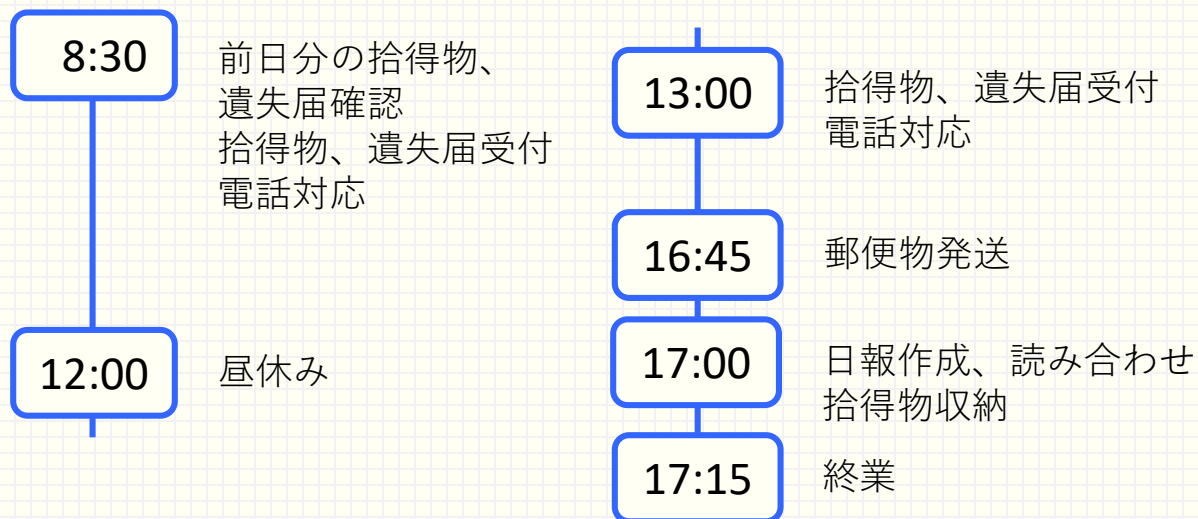 8:30
前日分の拾得物、
遺失届確認
拾得物、遺失届受付
電話対応
12:00
昼休み
13:00
拾得物、遺失届受付
電話対応
16:45
郵便物発送
17:00
日報作成、読み合わせ
拾得物収納
17:15
終業